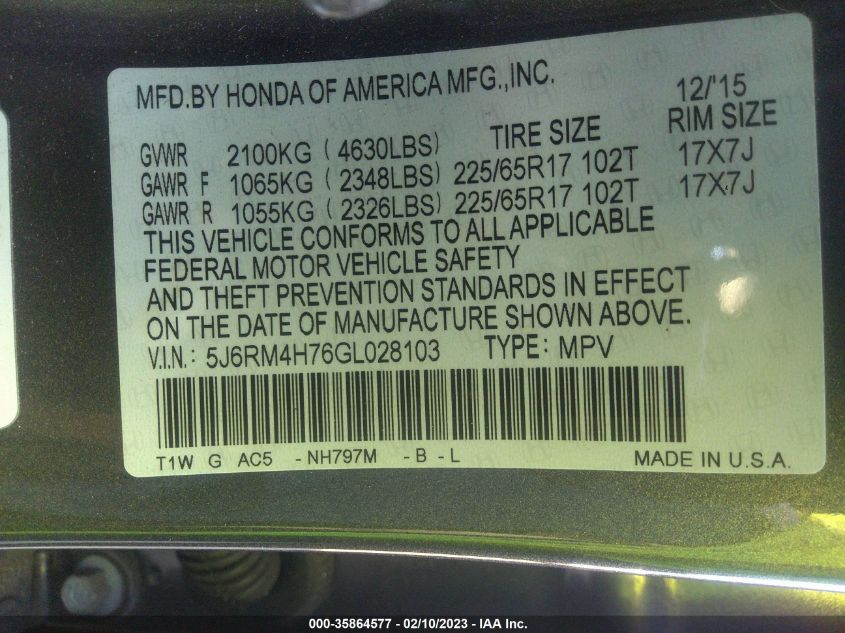 MFD.BY HONDA OF AMERICA MFG.,INC. 12/'15
TIRE SIZE RIM SIZE
GVWR 2100KG ( 4630LBS)
GAWR F 1065KG ( 2348LBS) 225/65R17 102T 17X7J
GAWR R 1055KG ( 2326LBS) 225/65R17 102T 17X7J
THIS VEHICLE CONFORMS TO ALL APPLICABLE
FEDERAL MOTOR VEHICLE SAFETY
AND THEFT PREVENTION STANDARDS IN EFFECT
ON THE DATE OF MANUFACTURE SHOWN ABOVE.
V.I.N.: 5J6RM4H76GL028103 TYPE: MPV
T1W G AC5 -NH797M -B -L MADE IN U.S.A.
000-35864577 - 02/10/2023 - IAA Inc.